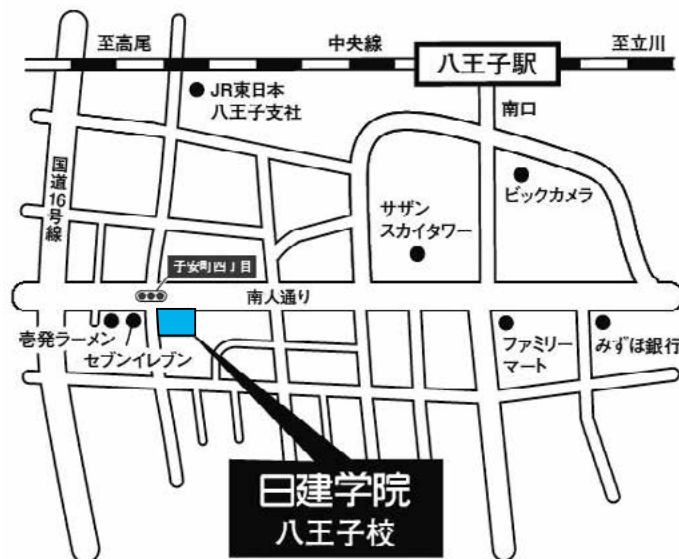 至高尾
中央線
至立川
八王子駅
JR東日本
八王子支社
南口
国道16号線
ビックカメラ
サザン
スカイタワー
子安町四丁目
南大通り
壱発ラーメン
セブンイレブン
ファミリー
マート
みずほ銀行
日建学院
八王子校